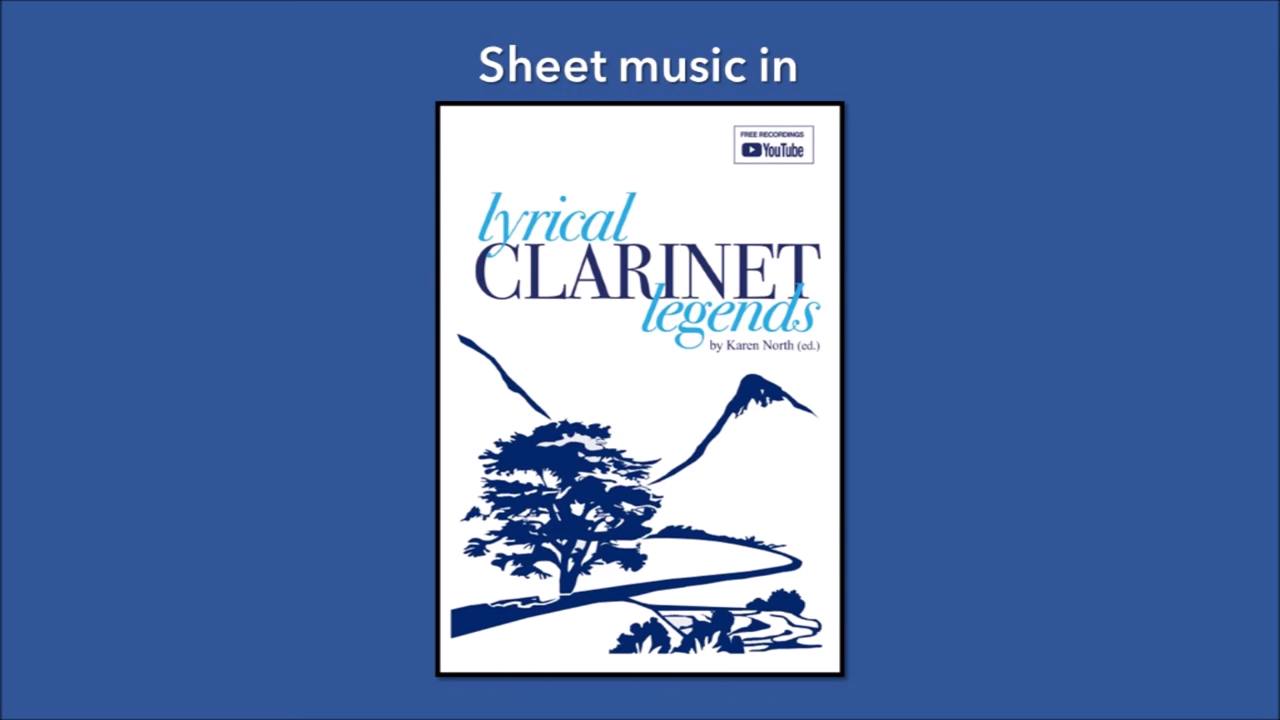 Sheet music in
FREE RECORDINGS
YouTube
lyrical
CLARINET
legends
by Karen North (ed.)